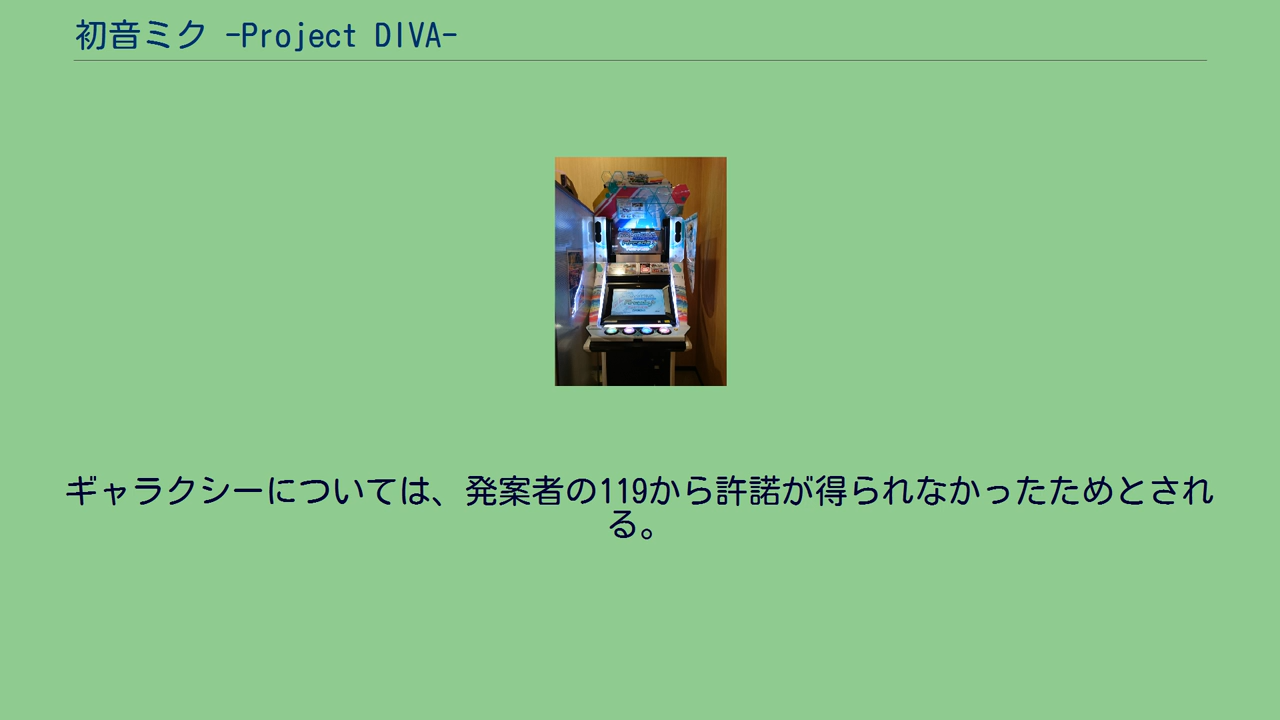 初音ミク -Project DIVA-
ギャラクシーについては、発案者の119から許諾が得られなかったためとされ
る。